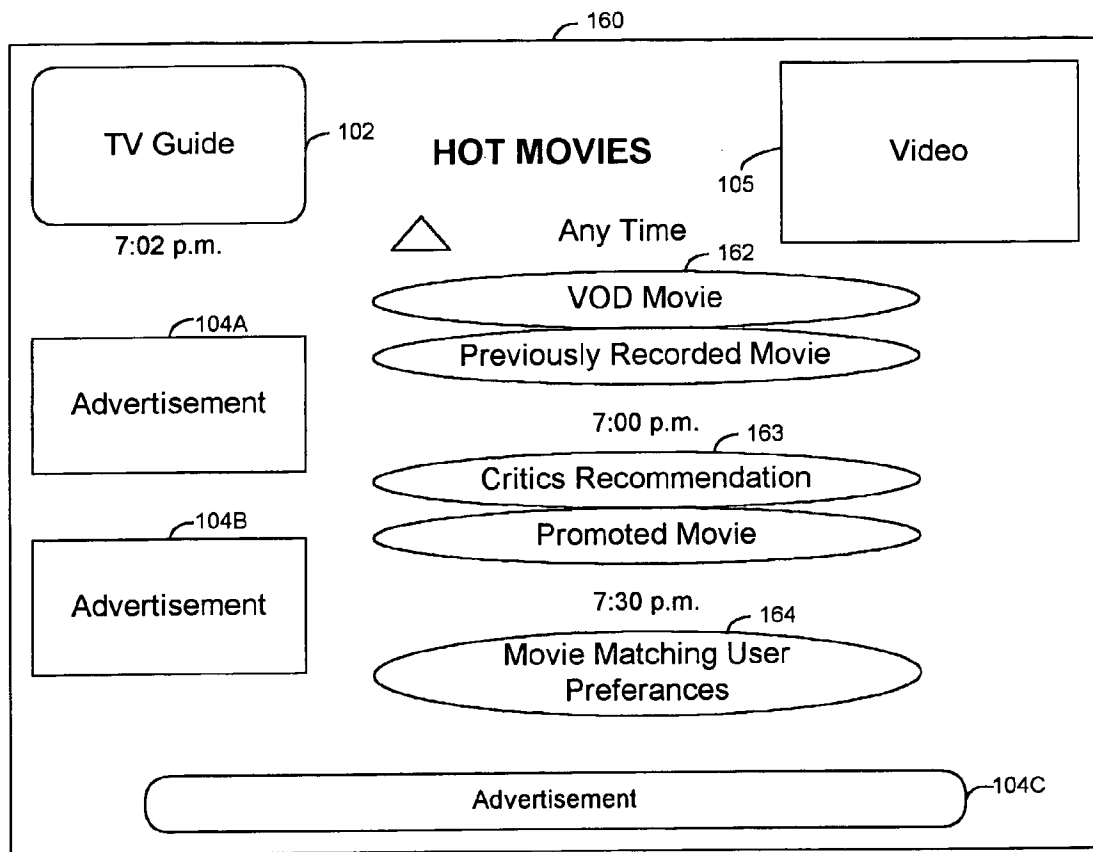 160
TV Guide
102
HOT MOVIES
Video
105
7:02 p.m.
Any Time
162
VOD Movie
Previously Recorded Movie
104A
Advertisement
7:00 p.m.
163
Critics Recommendation
Promoted Movie
104B
Advertisement
7:30 p.m.
164
Movie Matching User
Preferances
Advertisement
104C